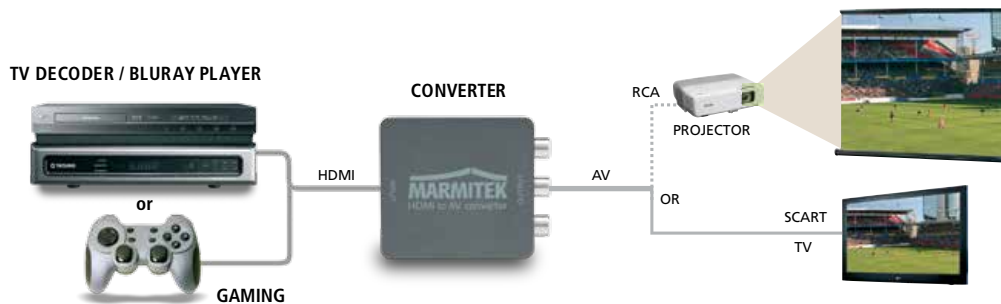 TV DECODER / BLURAY PLAYER
CONVERTER
RCA
PROJECTOR
HDMI
MARMITEK
HDMI to AV converter
AV
or
OR
SCART
TV
GAMING